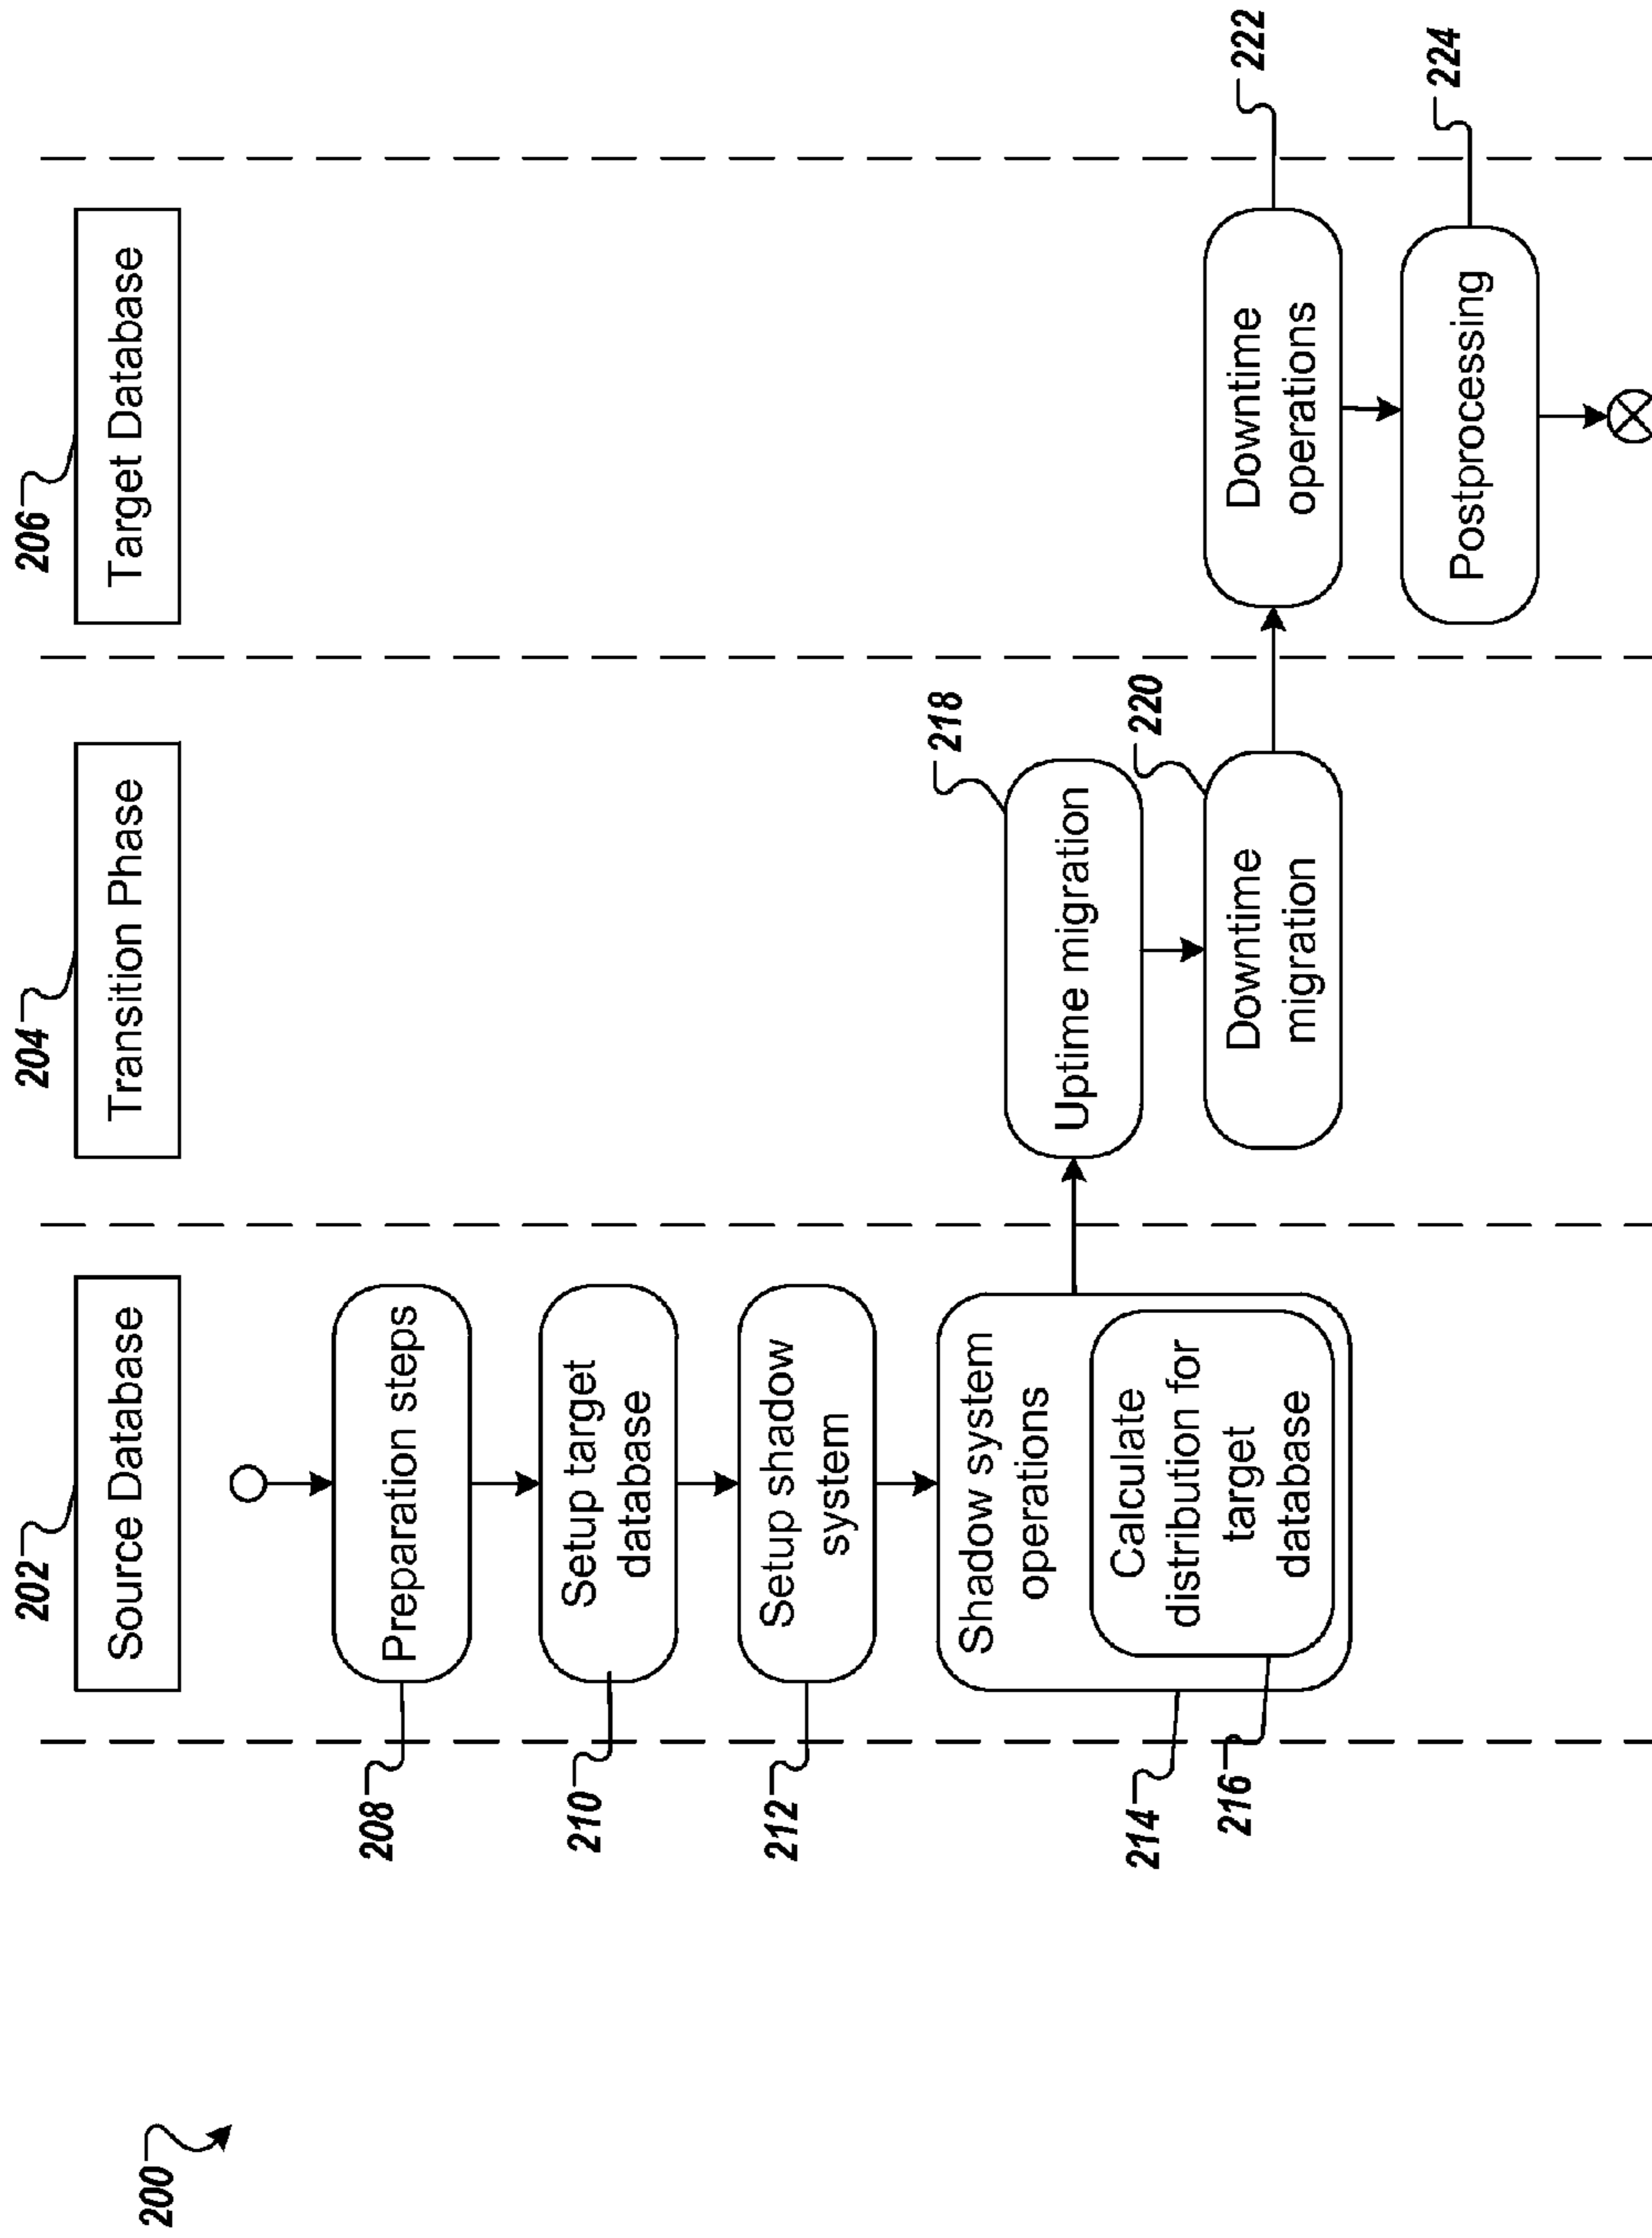 200
202
Source Database
204
Transition Phase
206
Target Database
208
Preparation steps
210
Setup target
database
212
Setup shadow
system
214
Shadow system
operations
216
Calculate
distribution for
target
database
218
Uptime migration
220
Downtime
migration
222
Downtime
operations
224
Postprocessing